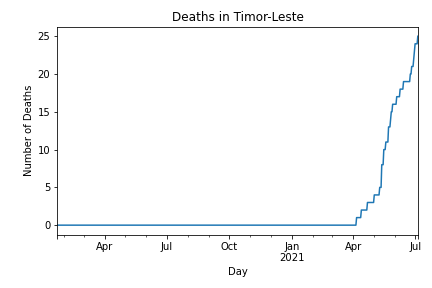 Deaths in Timor-Leste
25
20
15
10
5
0
Number of Deaths
Apr
Jul
Oct
Jan
2021
Apr
Jul
Day